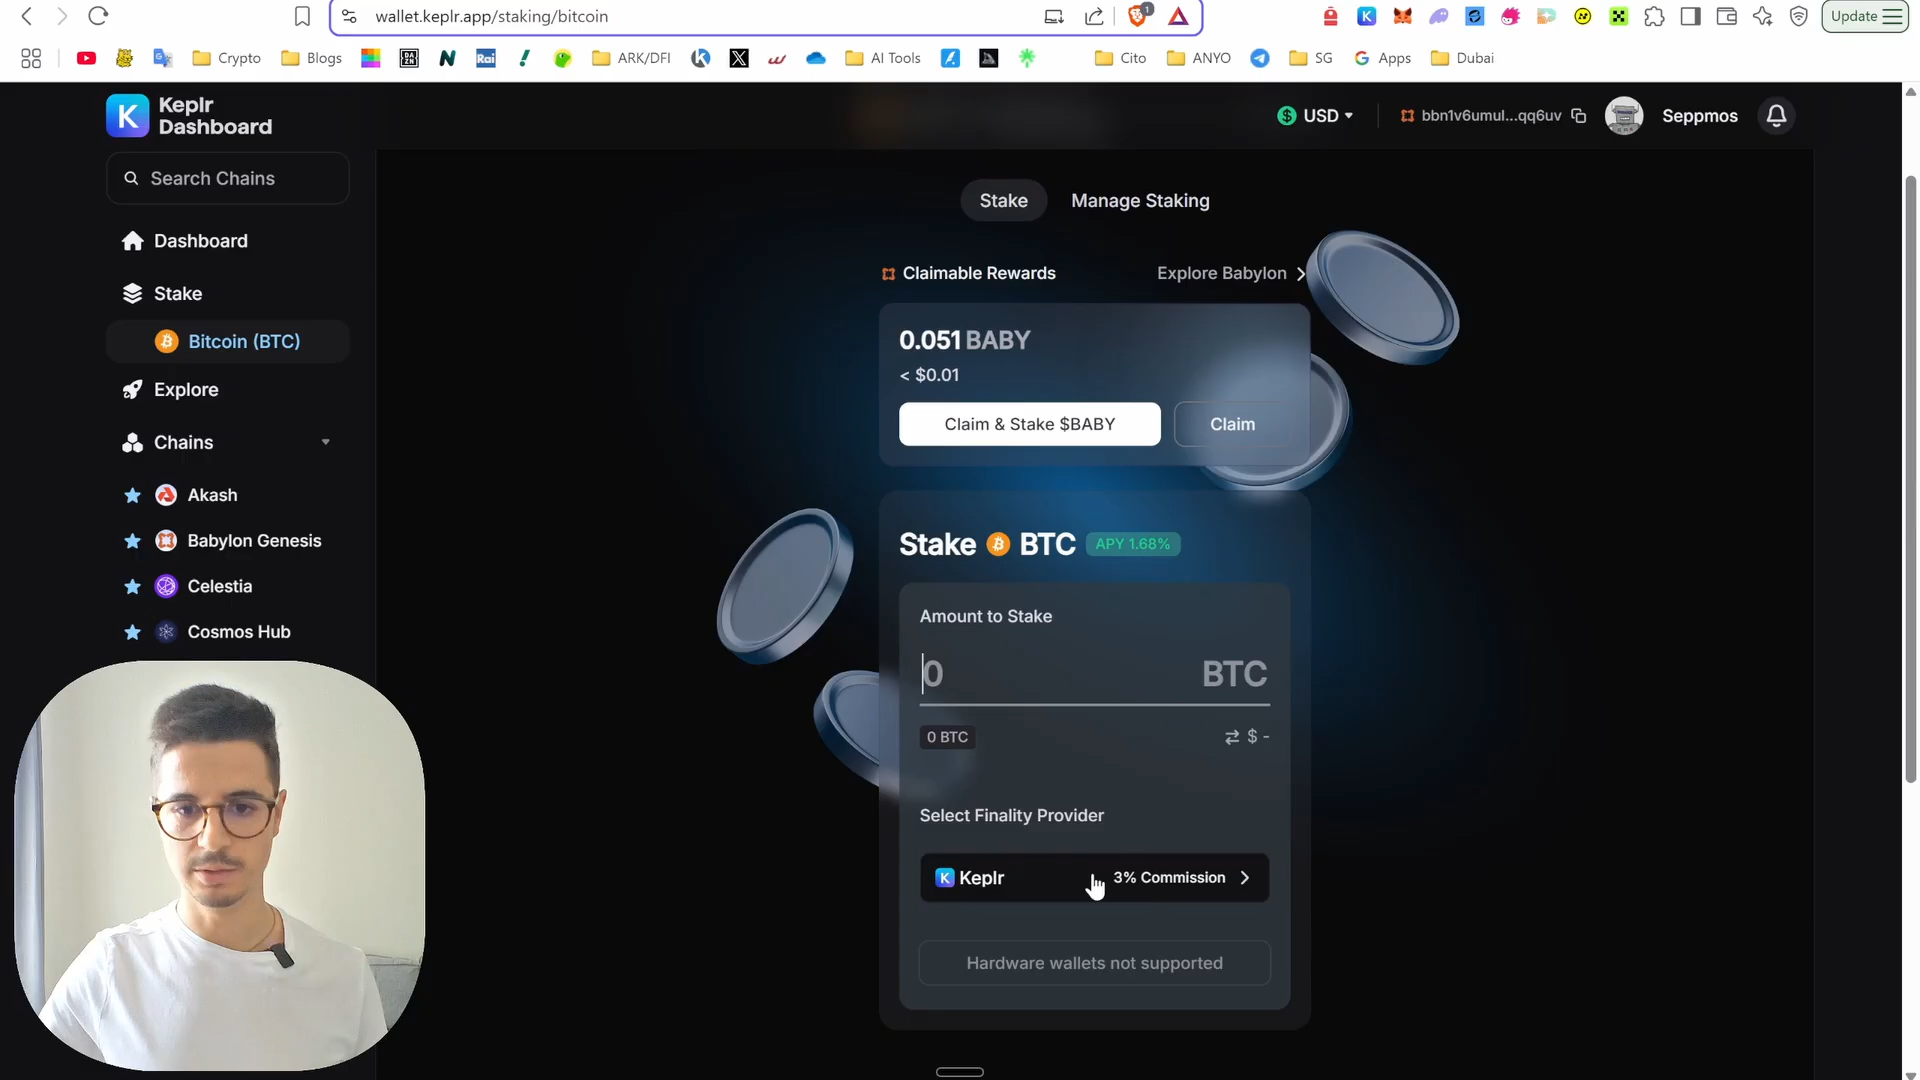 wallet.keplr.app/staking/bitcoin
1
Update
Crypto
Blogs
DAZN
N
Rai
ARK/DFI
AI Tools
Cito
ANYO
SG
Apps
Dubai
Keplr
Dashboard
USD
bbn1v6umul...qq6uv
Seppmos
Search Chains
Dashboard
Stake
Bitcoin (BTC)
Explore
Chains
Akash
Babylon Genesis
Celestia
Cosmos Hub
Stake
Manage Staking
Claimable Rewards
Explore Babylon
0.051 BABY
< $0.01
Claim & Stake $BABY
Claim
Stake BTC APY 1.68%
Amount to Stake
0 BTC
0 BTC
$ -
Select Finality Provider
Keplr
3% Commission
Hardware wallets not supported